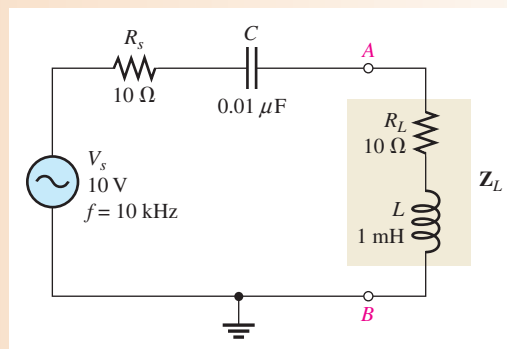 R_s
10 Ω
C
0.01 μF
A
R_L
10 Ω
Z_L
V_s
10 V
f = 10 kHz
L
1 mH
B